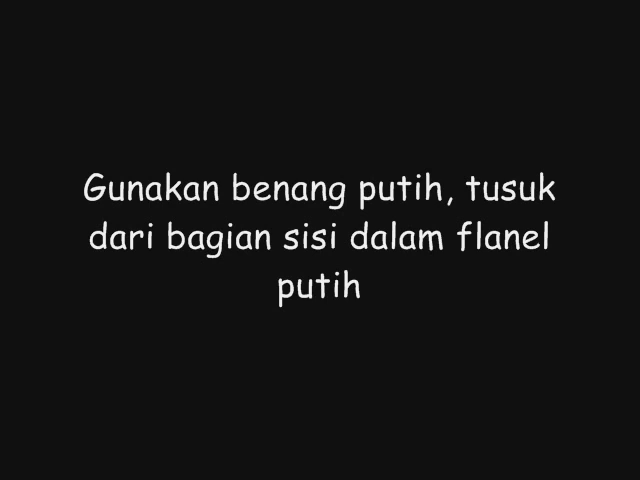 Gunakan benang putih, tusuk
dari bagian sisi dalam flanel
putih